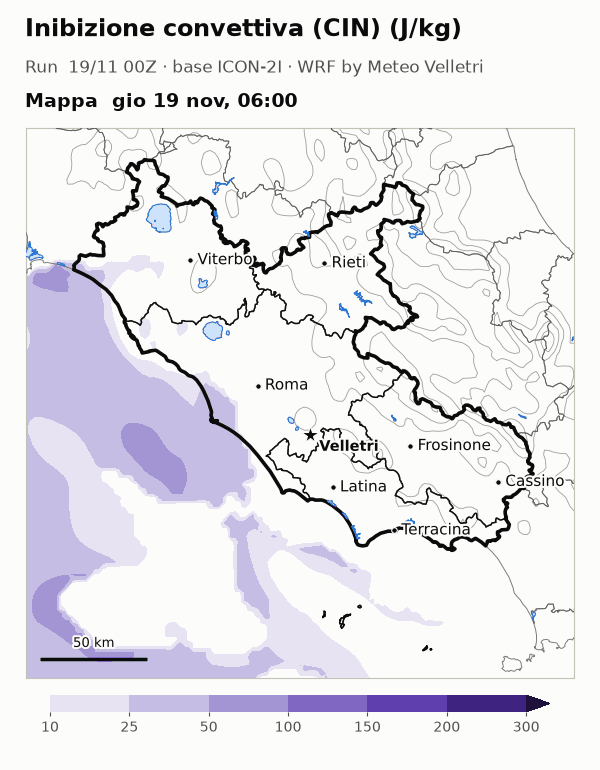 Inibizione convettiva (CIN) (J/kg)
Run  19/11 00Z · base ICON-2I · WRF by Meteo Velletri
Mappa  gio 19 nov, 06:00
Viterbo
Rieti
Roma
Velletri
Frosinone
Cassino
Latina
Terracina
50 km
10 25 50 100 150 200 300